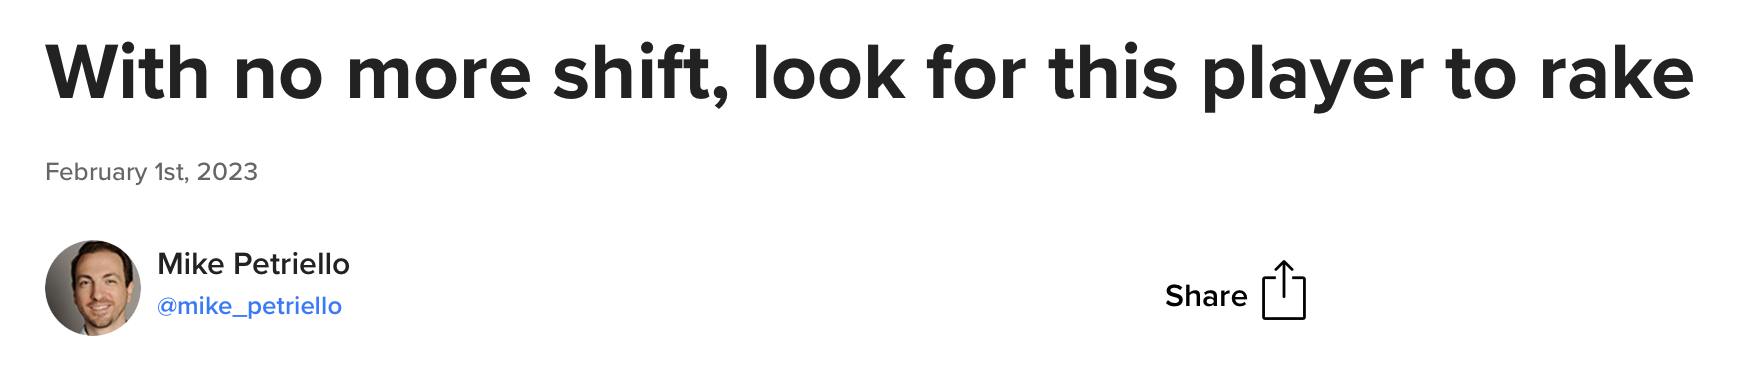 With no more shift, look for this player to rake
February 1st, 2023
Mike Petriello
@mike_petriello
Share